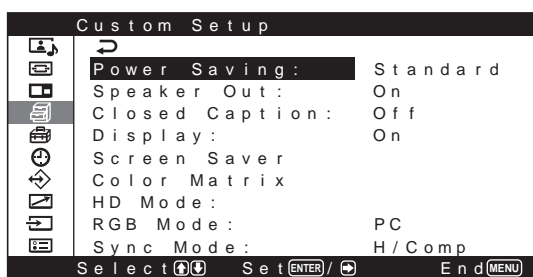 Custom Setup
Power Saving: Standard
Speaker Out: On
Closed Caption: Off
Display: On
Screen Saver
Color Matrix
HD Mode:
RGB Mode: PC
Sync Mode: H/Comp
Select Set ENTER / End MENU